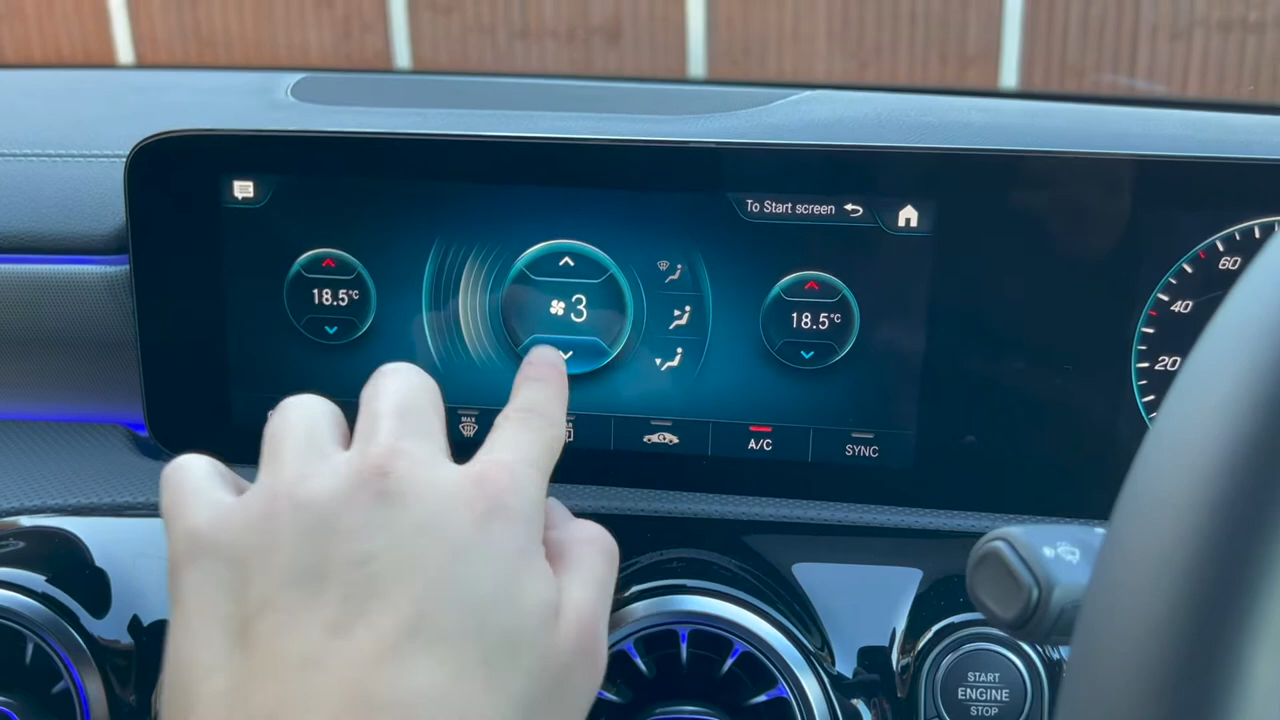 To Start screen
18.5°C
3
18.5°C
60
40
20
MAX
A/C
SYNC
START
ENGINE
STOP